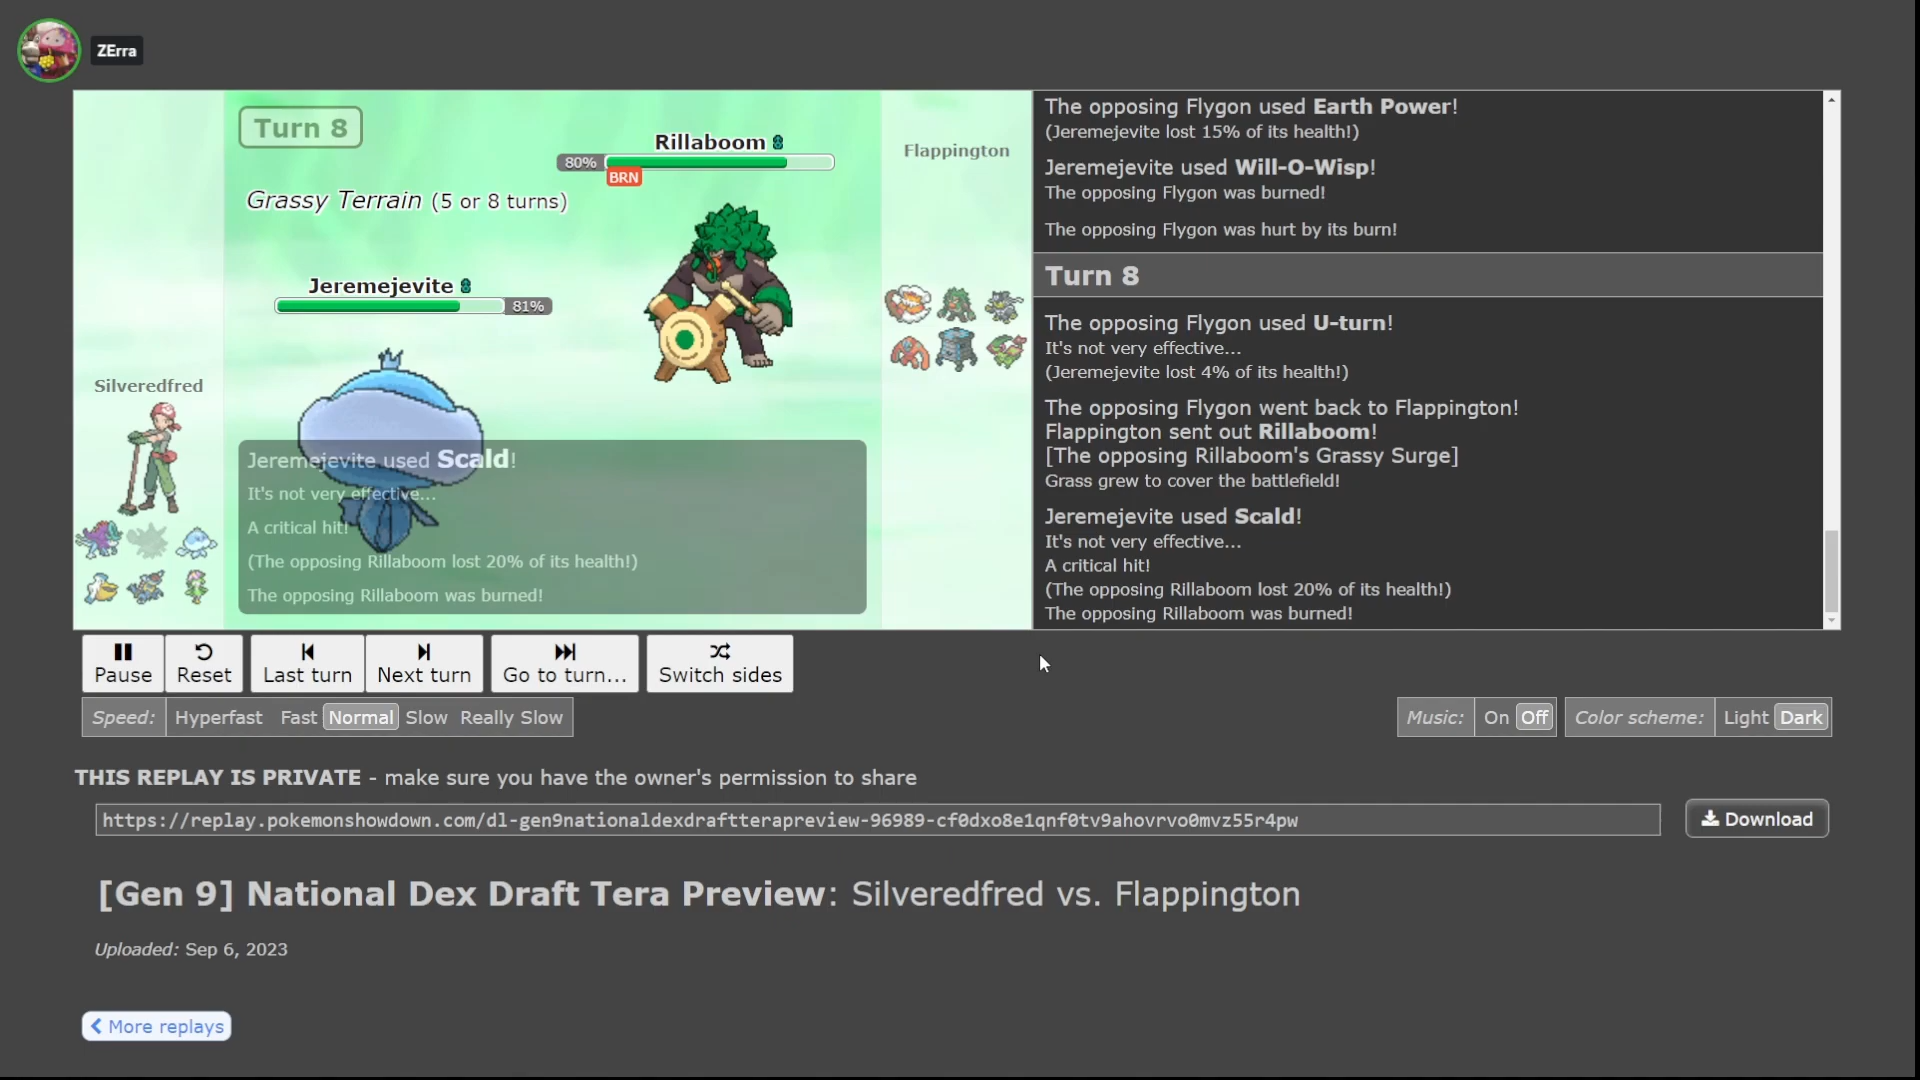 ZErra
Turn 8
Rillaboom
80%
BRN
Grassy Terrain (5 or 8 turns)
Jeremejevite
81%
Flappington
Silveredfred
Jeremejevite used Scald!
It's not very effective...
A critical hit!
(The opposing Rillaboom lost 20% of its health!)
The opposing Rillaboom was burned!
The opposing Flygon used Earth Power!
(Jeremejevite lost 15% of its health!)
Jeremejevite used Will-O-Wisp!
The opposing Flygon was burned!
The opposing Flygon was hurt by its burn!
Turn 8
The opposing Flygon used U-turn!
It's not very effective...
(Jeremejevite lost 4% of its health!)
The opposing Flygon went back to Flappington!
Flappington sent out Rillaboom!
[The opposing Rillaboom's Grassy Surge]
Grass grew to cover the battlefield!
Jeremejevite used Scald!
It's not very effective...
A critical hit!
(The opposing Rillaboom lost 20% of its health!)
The opposing Rillaboom was burned!
Pause Reset Last turn Next turn Go to turn... Switch sides
Speed: Hyperfast Fast Normal Slow Really Slow
Music: On Off Color scheme: Light Dark
THIS REPLAY IS PRIVATE - make sure you have the owner's permission to share
https://replay.pokemonshowdown.com/dl-gen9nationaldexdraftterapreview-96989-cf0dxo8e1qnf0tv9ahovrvo0mvz55r4pw
Download
[Gen 9] National Dex Draft Tera Preview: Silveredfred vs. Flappington
Uploaded: Sep 6, 2023
More replays